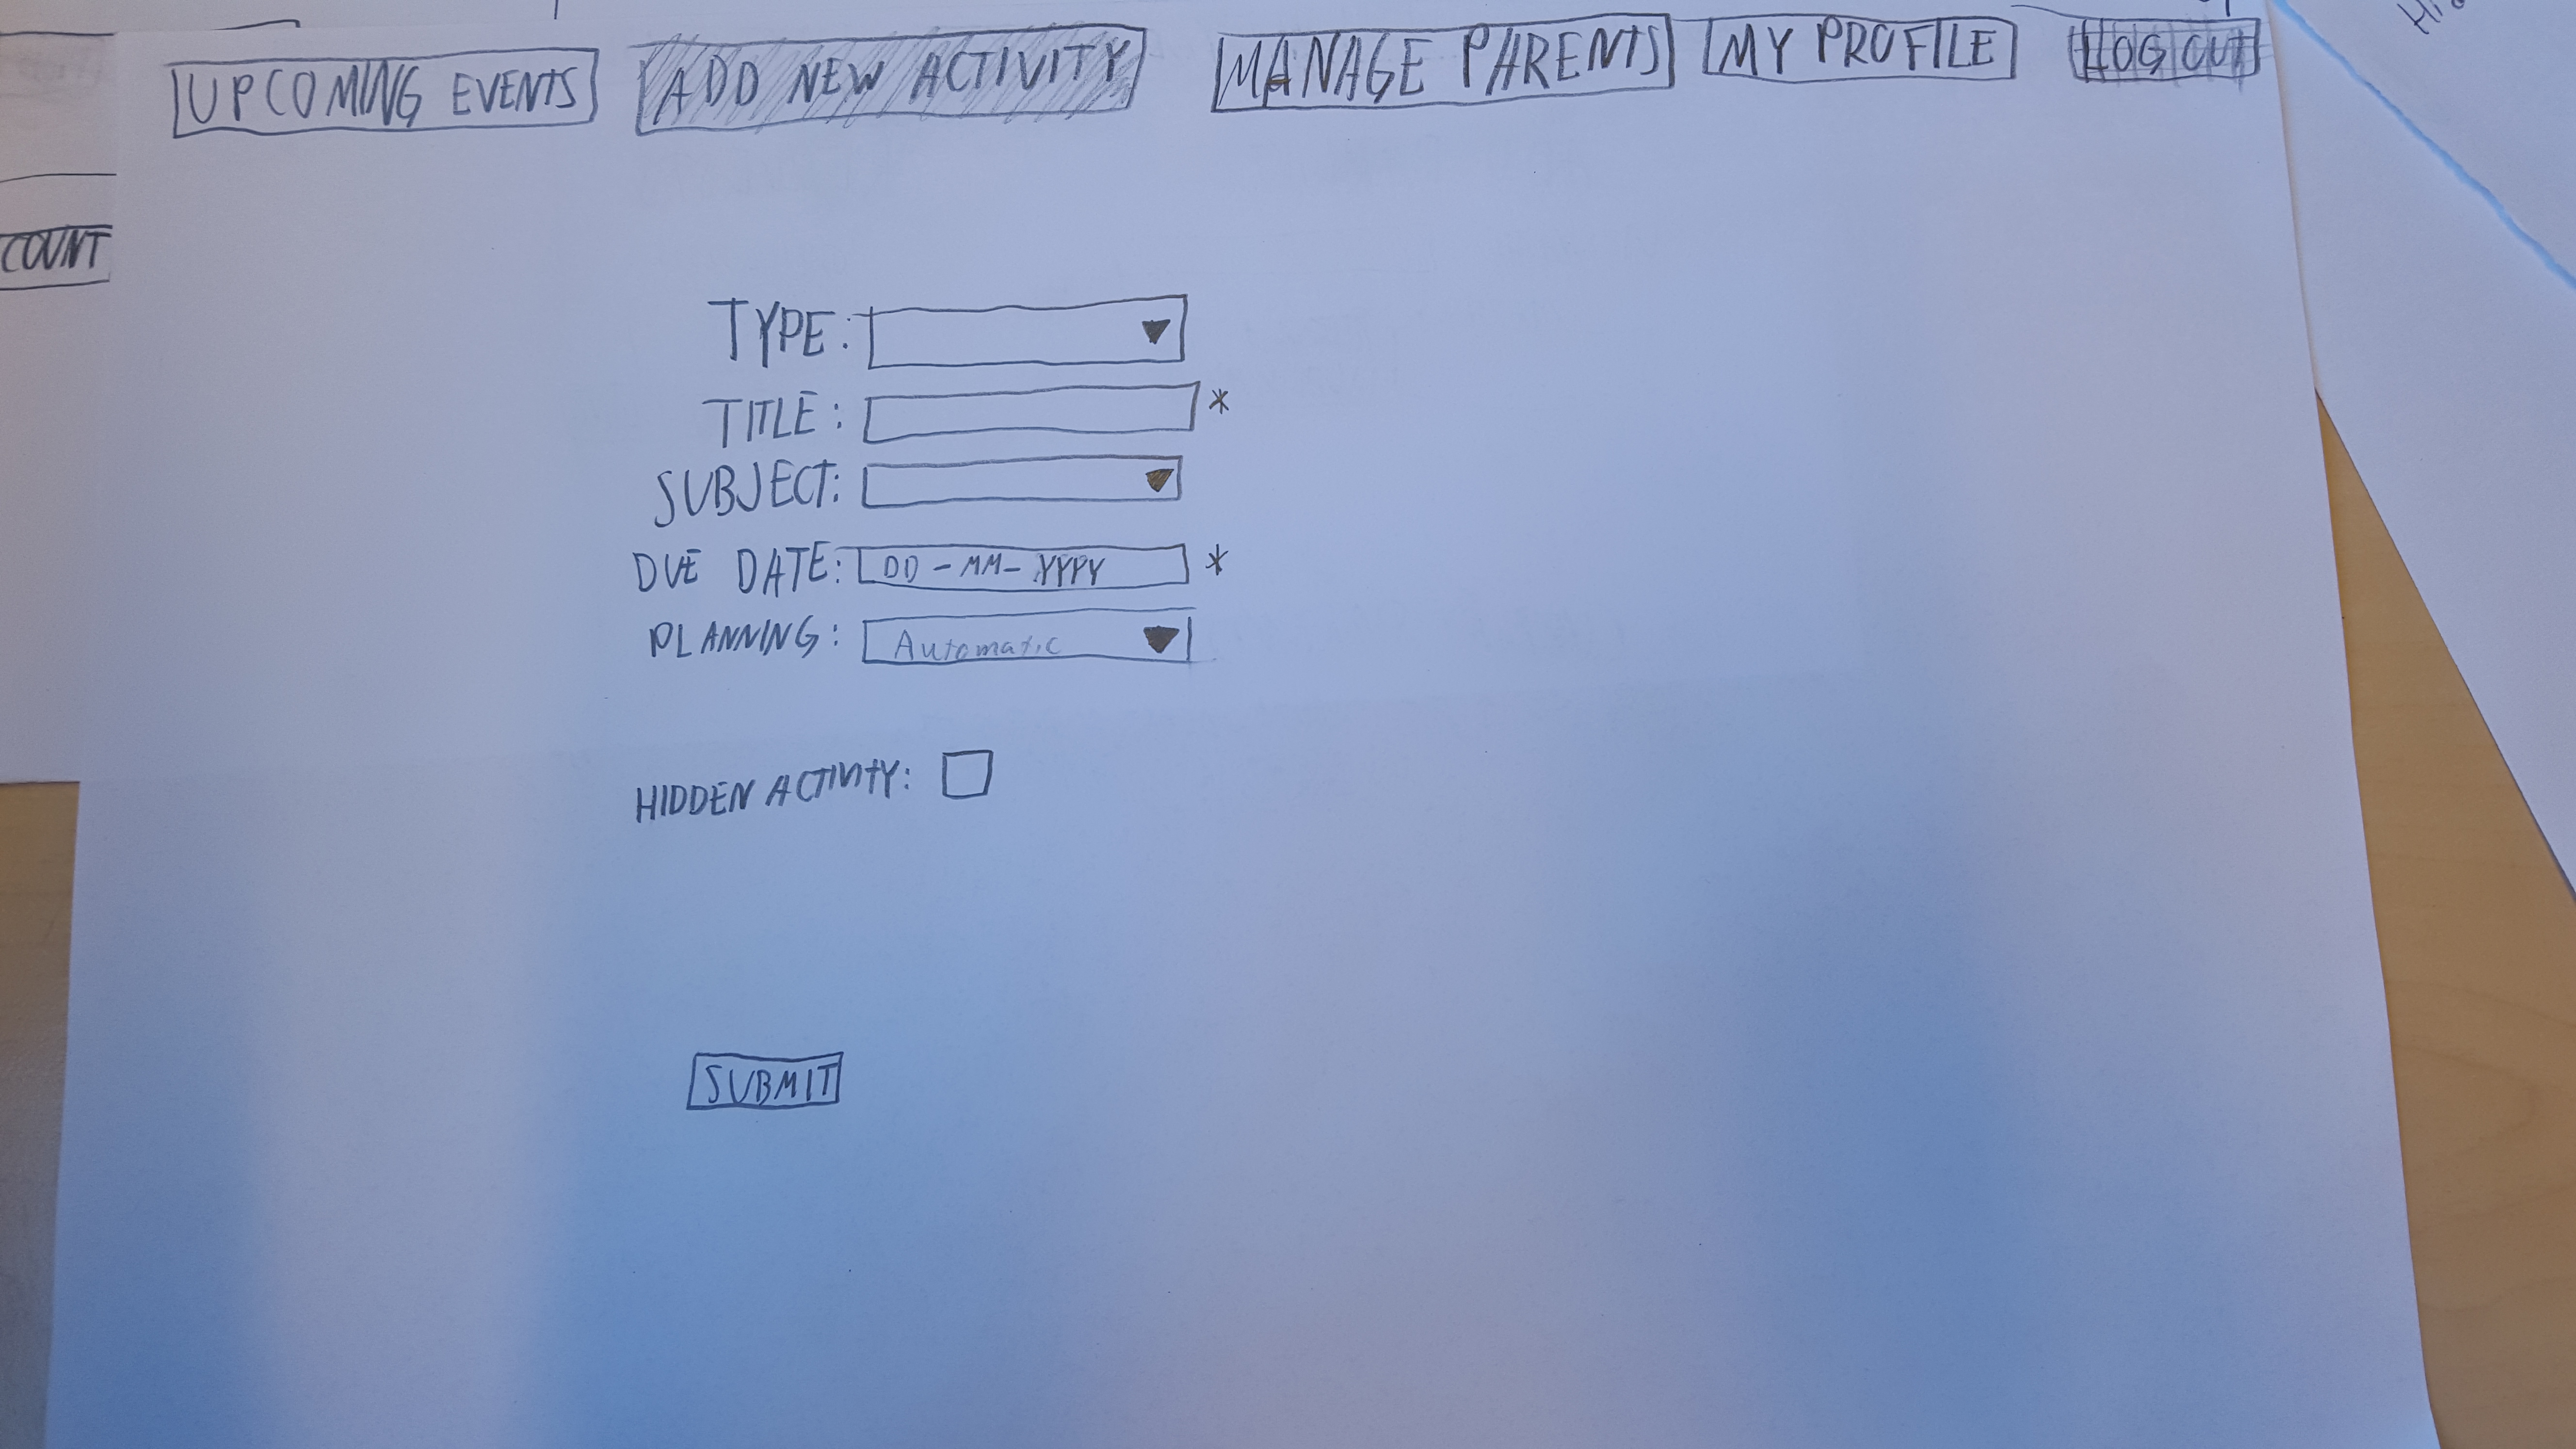 UPCOMING EVENTS ADD NEW ACTIVITY MANAGE PARENTS MY PROFILE LOG OUT
COUNT
TYPE:
TITLE: *
SUBJECT:
DUE DATE: DD - MM - YYYY *
PLANNING: Automatic
HIDDEN ACTIVITY:
SUBMIT